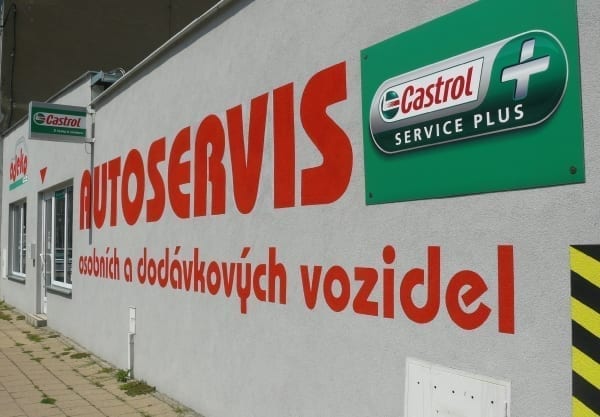 Castrol
SERVICE PLUS
Castrol
AUTOSERVIS
osobních a dodávkových vozidel